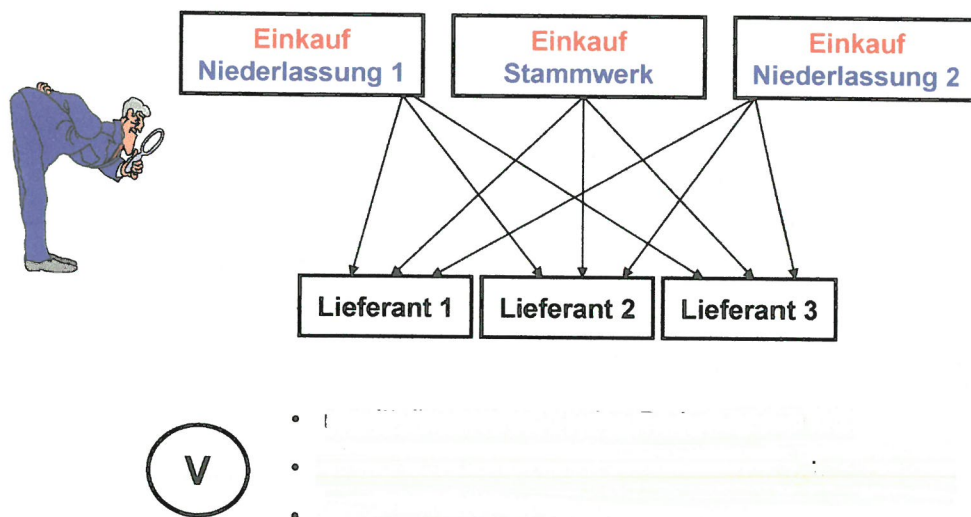 Einkauf
Niederlassung 1
Einkauf
Stammwerk
Einkauf
Niederlassung 2
Lieferant 1
Lieferant 2
Lieferant 3
V